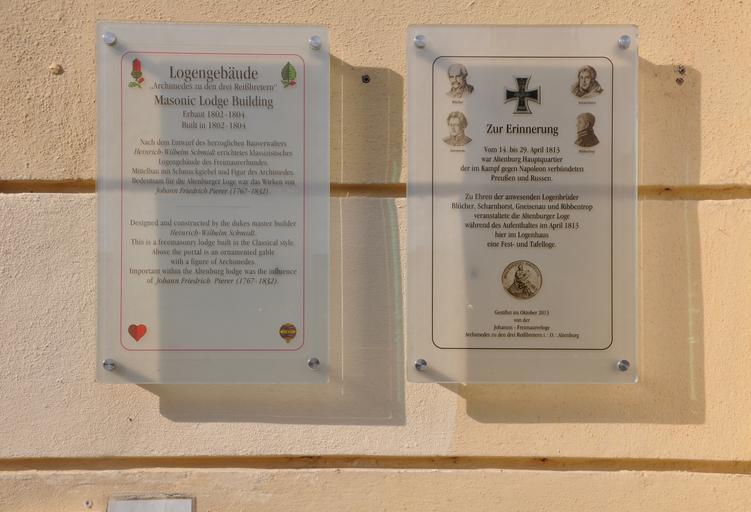 Logengebäude
„Archimedes zu den drei Reißbretern“
Masonic Lodge Building
Erbaut 1802-1804
Built in 1802-1804
Nach dem Entwurf des herzoglichen Bauverwalters
Heinrich-Wilhelm Schmidt errichtetes klassizistisches
Logengebäude des Freimaurerbundes.
Mittelbau mit Schmuckgiebel und Figur des Archimedes.
Bedeutsam für die Altenburger Loge war das Wirken von
Johann Friedrich Pierer (1767-1832).
Designed and constructed by the dukes master builder
Heinrich-Wilhelm Schmidt.
This is a freemasonry lodge built in the Classical style.
Above the portal is an ornamented gable
with a figure of Archimedes.
Important within the Altenburg lodge was the influence
of Johann Friedrich Pierer (1767-1832).
Blücher
Scharnhorst
Gneisenau
Ribbentrop
Zur Erinnerung
Vom 14. bis 29. April 1813
war Altenburg Hauptquartier
der im Kampf gegen Napoleon verbündeten
Preußen und Russen.
Zu Ehren der anwesenden Logenbrüder
Blücher, Scharnhorst, Gneisenau und Ribbentrop
veranstaltete die Altenburger Loge
während des Aufenthaltes im April 1813
hier im Logenhaus
eine Fest- und Tafelloge.
Gestiftet im Oktober 2013
von der
Johannis - Freimaurerloge
Archimedes zu den drei Reißbretern i. : O. : Altenburg